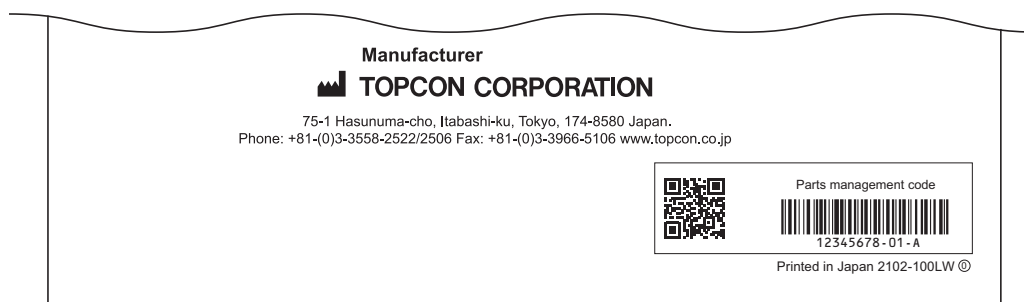 Manufacturer
TOPCON CORPORATION
75-1 Hasunuma-cho, Itabashi-ku, Tokyo, 174-8580 Japan.
Phone: +81-(0)3-3558-2522/2506 Fax: +81-(0)3-3966-5106 www.topcon.co.jp
Parts management code
12345678-01-A
Printed in Japan 2102-100LW ⓪